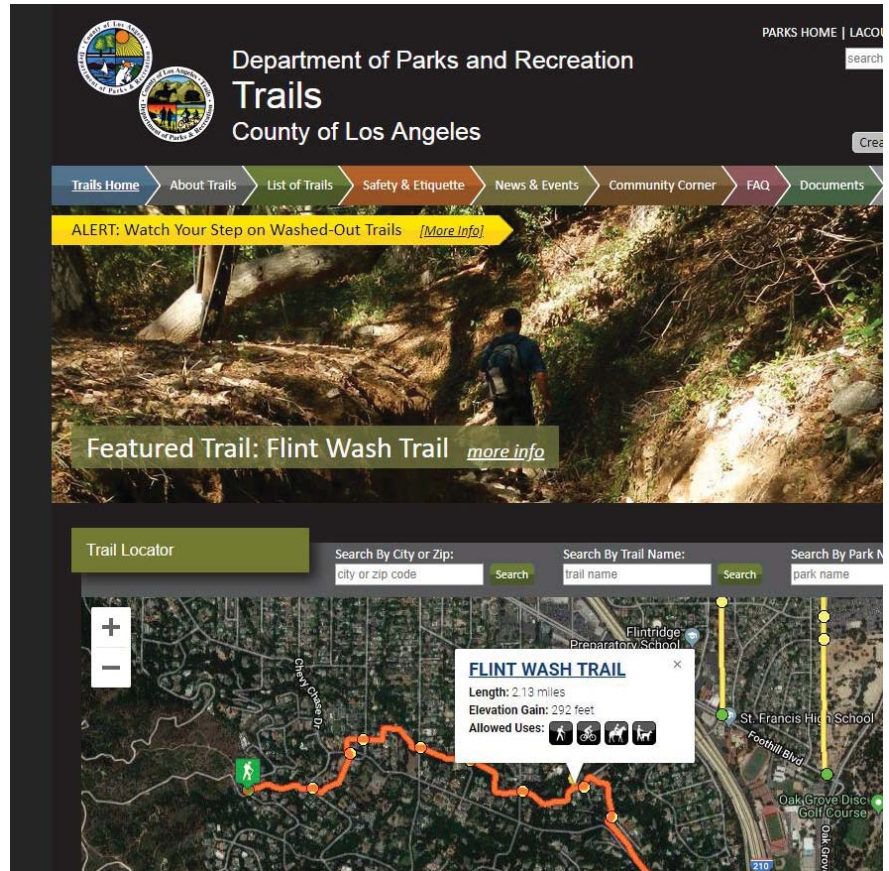 PARKS HOME | LACOU
search
Department of Parks and Recreation
Trails
County of Los Angeles
Crea
Trails Home
About Trails
List of Trails
Safety & Etiquette
News & Events
Community Corner
FAQ
Documents
ALERT: Watch Your Step on Washed-Out Trails [More Info]
Featured Trail: Flint Wash Trail more info
Trail Locator
Search By City or Zip:
Search By Trail Name:
Search By Park N
city or zip code
Search
trail name
Search
park name
+
−
Flintridge
Preparatory School
FLINT WASH TRAIL ×
Length: 2.13 miles
Elevation Gain: 292 feet
Allowed Uses:
Chevy Chase Dr
St. Francis High School
Foothill Blvd
Oak Grove Disc
Golf Course
Oak Grov
210